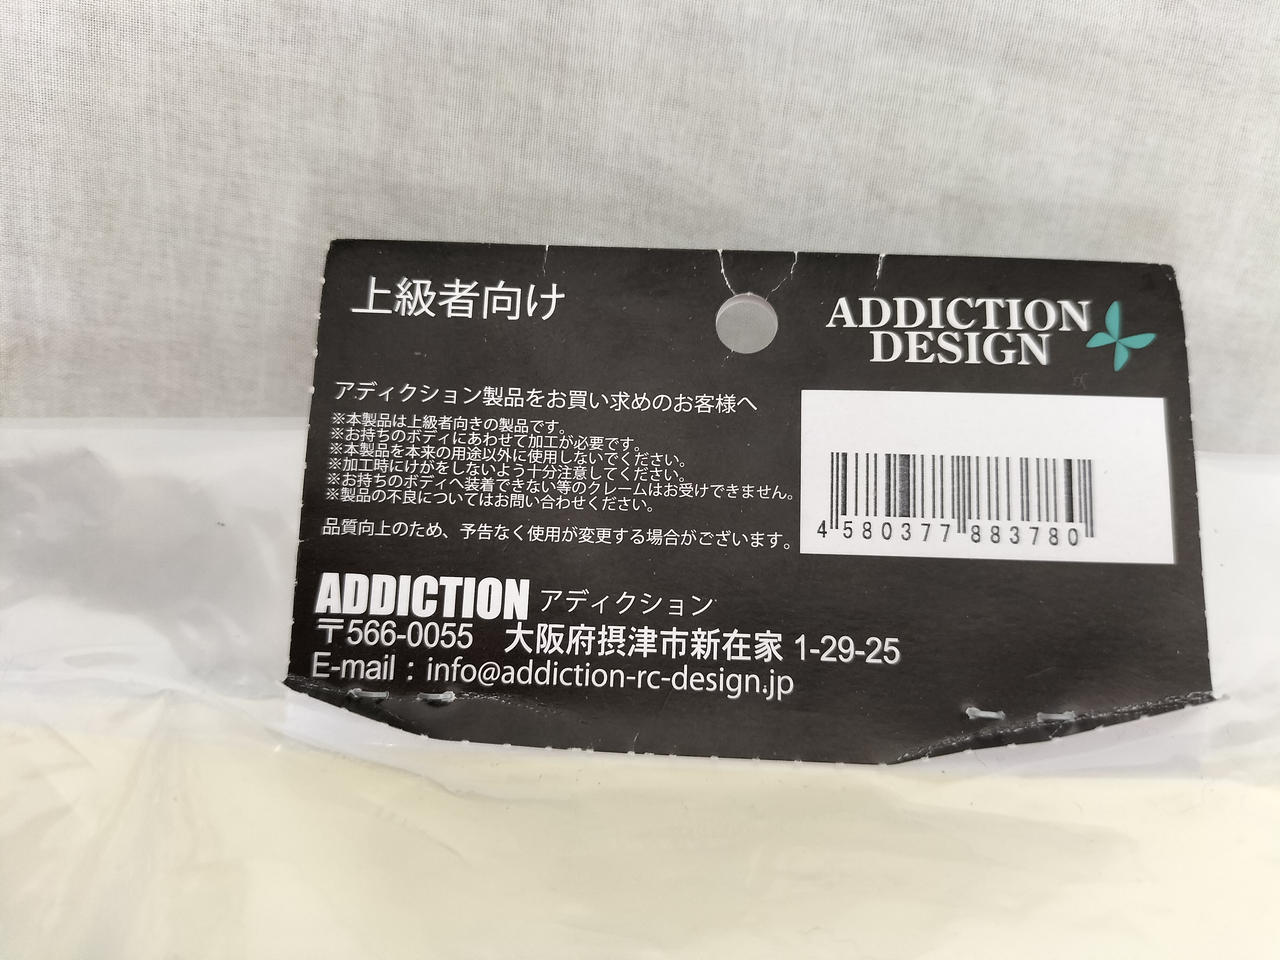 上級者向け
ADDICTION
DESIGN
アディクション製品をお買い求めのお客様へ
※本製品は上級者向きの製品です。
※お持ちのボディにあわせて加工が必要です。
※本製品を本来の用途以外に使用しないでください。
※加工時にけがをしないよう十分注意してください。
※お持ちのボディへ装着できない等のクレームはお受けできません。
※製品の不良についてはお問い合わせください。
品質向上のため、予告なく使用が変更する場合がございます。
4 580377 883780
ADDICTION アディクション
〒566-0055 大阪府摂津市新在家 1-29-25
E-mail：info@addiction-rc-design.jp